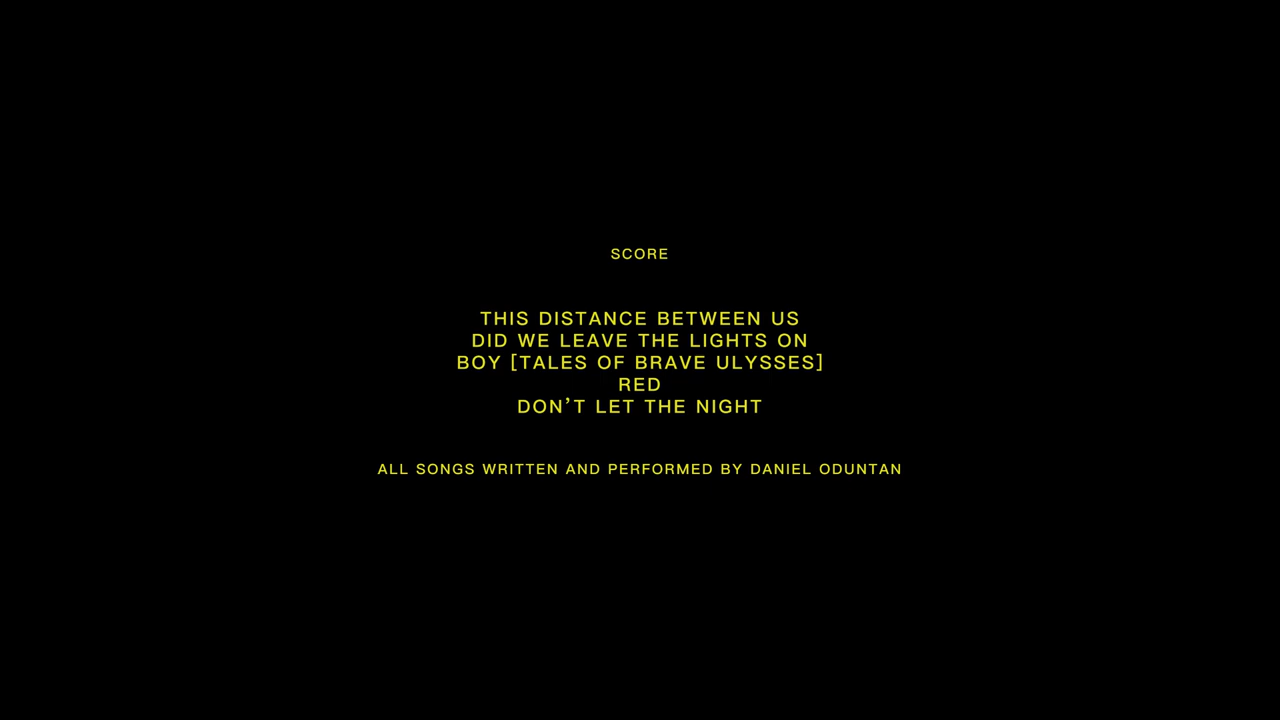 SCORE
THIS DISTANCE BETWEEN US
DID WE LEAVE THE LIGHTS ON
BOY [TALES OF BRAVE ULYSSES]
RED
DON’T LET THE NIGHT
ALL SONGS WRITTEN AND PERFORMED BY DANIEL ODUNTAN